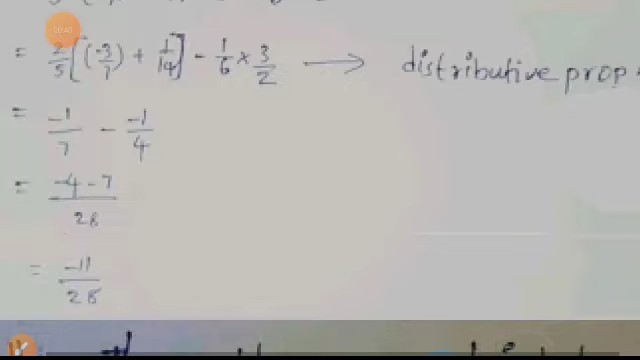 = 2/5 [(-3/7) + 1/14] - 1/6 × 3/2 → distributive prop.
= -1/7 - -1/4
= -4 - 7/28
= -11/28